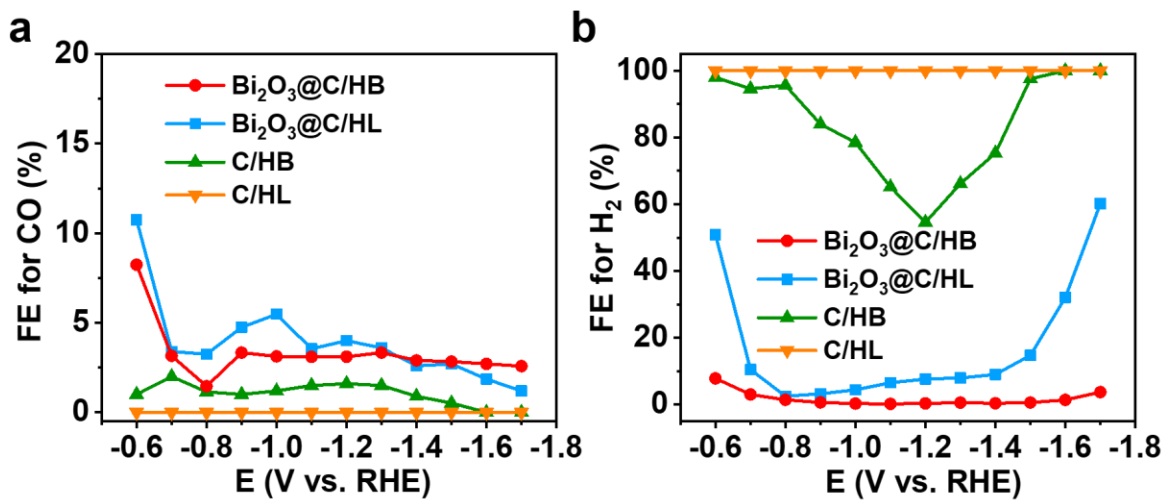 a
20
15
10
5
0
FE for CO (%)
Bi₂O₃@C/HB
Bi₂O₃@C/HL
C/HB
C/HL
-0.6 -0.8 -1.0 -1.2 -1.4 -1.6 -1.8
E (V vs. RHE)
b
100
80
60
40
20
0
FE for H₂ (%)
Bi₂O₃@C/HB
Bi₂O₃@C/HL
C/HB
C/HL
-0.6 -0.8 -1.0 -1.2 -1.4 -1.6 -1.8
E (V vs. RHE)